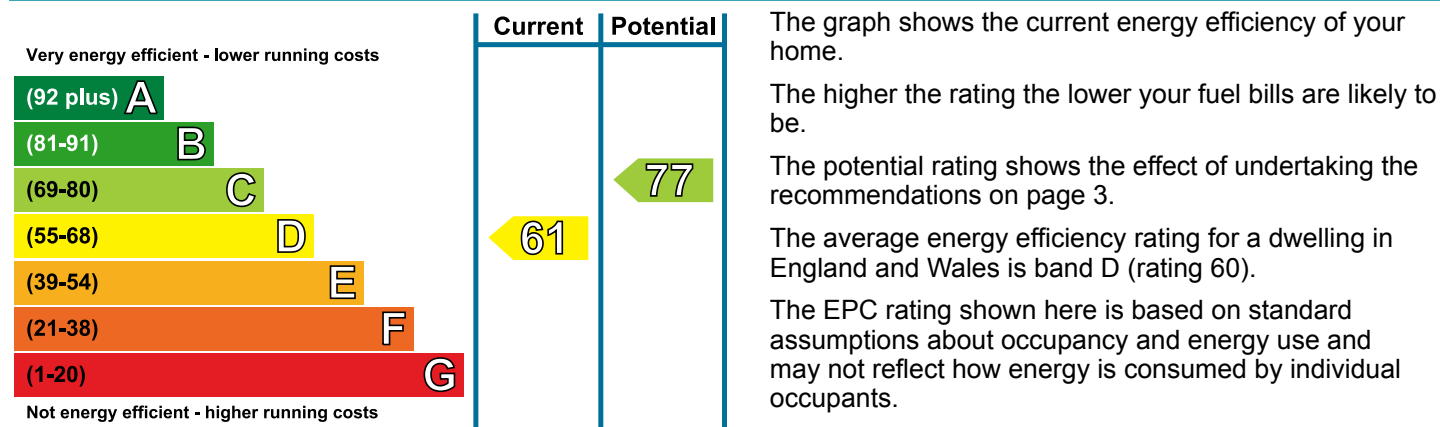 Current Potential
Very energy efficient - lower running costs
(92 plus) A
(81-91) B
(69-80) C
77
(55-68) D
61
(39-54) E
(21-38) F
(1-20) G
Not energy efficient - higher running costs
The graph shows the current energy efficiency of your
home.
The higher the rating the lower your fuel bills are likely to
be.
The potential rating shows the effect of undertaking the
recommendations on page 3.
The average energy efficiency rating for a dwelling in
England and Wales is band D (rating 60).
The EPC rating shown here is based on standard
assumptions about occupancy and energy use and
may not reflect how energy is consumed by individual
occupants.